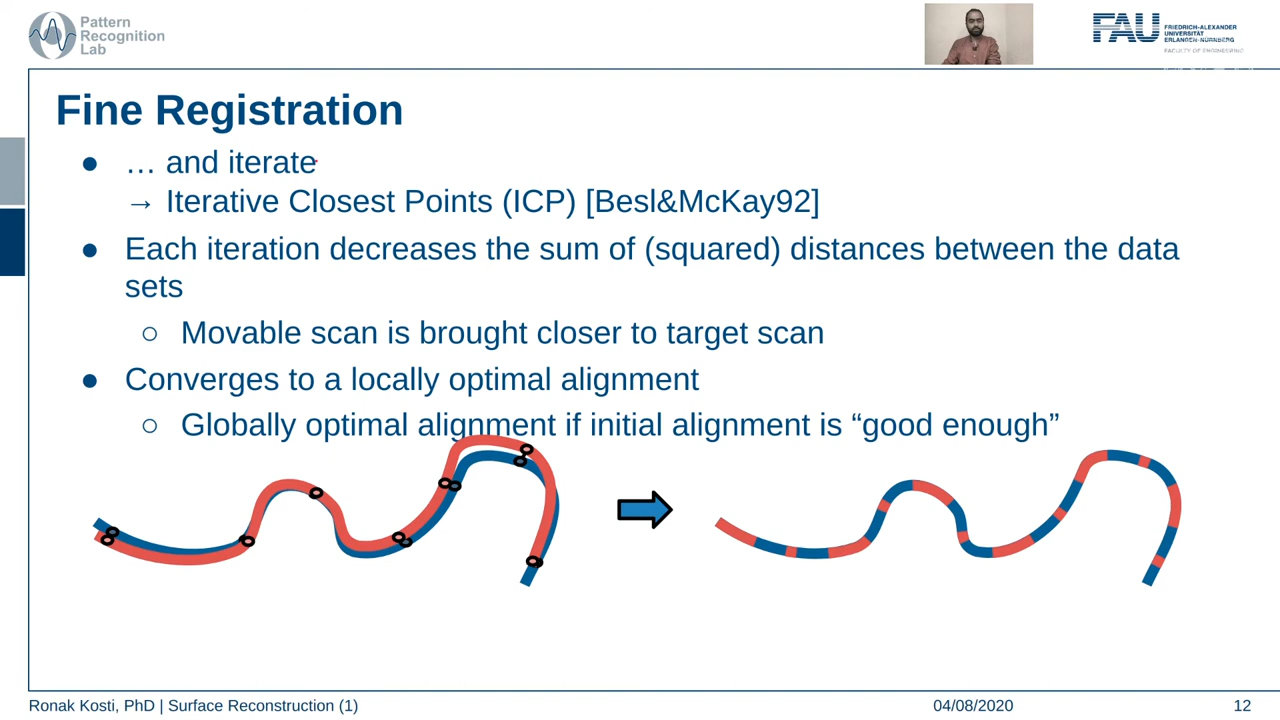 Pattern
Recognition
Lab
FAU
FRIEDRICH-ALEXANDER
UNIVERSITÄT
ERLANGEN-NÜRNBERG
FACULTY OF ENGINEERING
Fine Registration
● … and iterate
→ Iterative Closest Points (ICP) [Besl&McKay92]
● Each iteration decreases the sum of (squared) distances between the data
sets
○ Movable scan is brought closer to target scan
● Converges to a locally optimal alignment
○ Globally optimal alignment if initial alignment is “good enough”
Ronak Kosti, PhD | Surface Reconstruction (1)
04/08/2020
12